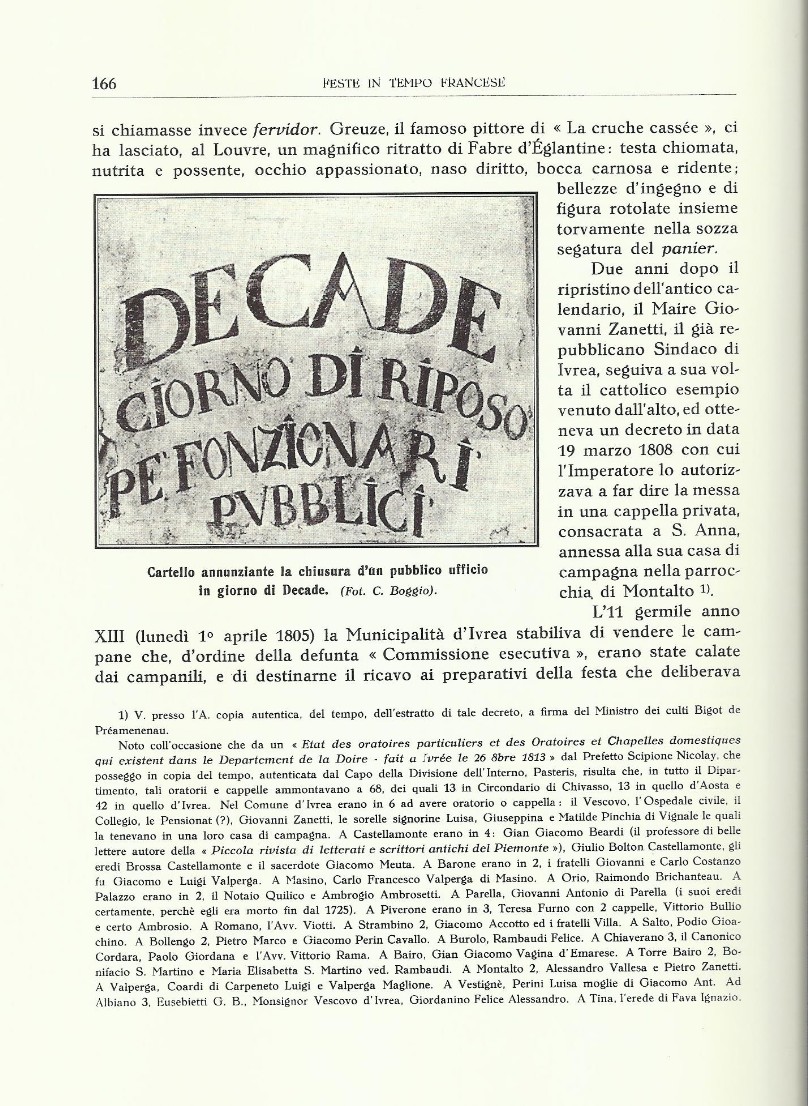 166
FESTE IN TEMPO FRANCESE
si chiamasse invece fervidor. Greuze, il famoso pittore di « La cruche cassée », ci
ha lasciato, al Louvre, un magnifico ritratto di Fabre d'Églantine: testa chiomata,
nutrita e possente, occhio appassionato, naso diritto, bocca carnosa e ridente;
bellezze d'ingegno e di
figura rotolate insieme
torvamente nella sozza
segatura del panier.
Due anni dopo il
ripristino dell'antico ca-
lendario, il Maire Gio-
vanni Zanetti, il già re-
pubblicano Sindaco di
Ivrea, seguiva a sua vol-
ta il cattolico esempio
venuto dall'alto, ed otte-
neva un decreto in data
19 marzo 1808 con cui
l'Imperatore lo autoriz-
zava a far dire la messa
in una cappella privata,
consacrata a S. Anna,
annessa alla sua casa di
campagna nella parroc-
chia di Montalto 1).
DECADE
GIORNO DI RIPOSO
PE' FONZIONARI
PVBBLICI
Cartello annunziante la chiusura d'un pubblico ufficio
in giorno di Decade. (Fot. C. Boggio).
L'11 germile anno
XIII (lunedì 1º aprile 1805) la Municipalità d'Ivrea stabiliva di vendere le cam-
pane che, d'ordine della defunta « Commissione esecutiva », erano state calate
dai campanili, e di destinarne il ricavo ai preparativi della festa che deliberava
1) V. presso l'A. copia autentica, del tempo, dell'estratto di tale decreto, a firma del Ministro dei culti Bigot de
Préamenenau.
Noto coll'occasione che da un « Etat des oratoires particuliers et des Oratoires et Chapelles domestiques
qui existent dans le Departement de la Doire - fait a Ivrée le 26 8bre 1813 » dal Prefetto Scipione Nicolay, che
posseggo in copia del tempo, autenticata dal Capo della Divisione dell'Interno, Pasteris, risulta che, in tutto il Dipar-
timento, tali oratorii e cappelle ammontavano a 68, dei quali 13 in Circondario di Chivasso, 13 in quello d'Aosta e
42 in quello d'Ivrea. Nel Comune d'Ivrea erano in 6 ad avere oratorio o cappella: il Vescovo, l'Ospedale civile, il
Collegio, le Pensionat (?), Giovanni Zanetti, le sorelle signorine Luisa, Giuseppina e Matilde Pinchia di Vignale le quali
la tenevano in una loro casa di campagna. A Castellamonte erano in 4: Gian Giacomo Beardi (il professore di belle
lettere autore della « Piccola rivista di letterati e scrittori antichi del Piemonte »), Giulio Bolton Castellamonte, gli
eredi Brossa Castellamonte e il sacerdote Giacomo Meuta. A Barone erano in 2, i fratelli Giovanni e Carlo Costanzo
fu Giacomo e Luigi Valperga. A Masino, Carlo Francesco Valperga di Masino. A Orio, Raimondo Brichanteau. A
Palazzo erano in 2, il Notaio Quilico e Ambrogio Ambrosetti. A Parella, Giovanni Antonio di Parella (i suoi eredi
certamente, perchè egli era morto fin dal 1725). A Piverone erano in 3, Teresa Furno con 2 cappelle, Vittorio Bullio
e certo Ambrosio. A Romano, l'Avv. Viotti. A Strambino 2, Giacomo Accotto ed i fratelli Villa. A Salto, Podio Gioa-
chino. A Bollengo 2, Pietro Marco e Giacomo Perin Cavallo. A Burolo, Rambaudi Felice. A Chiaverano 3, il Canonico
Cordara, Paolo Giordana e l'Avv. Vittorio Rama. A Bairo, Gian Giacomo Vagina d'Emarese. A Torre Bairo 2, Bo-
nifacio S. Martino e Maria Elisabetta S. Martino ved. Rambaudi. A Montalto 2, Alessandro Vallesa e Pietro Zanetti.
A Valperga, Coardi di Carpeneto Luigi e Valperga Maglione. A Vestignè, Perini Luisa moglie di Giacomo Ant. Ad
Albiano 3, Eusebietti G. B., Monsignor Vescovo d'Ivrea, Giordanino Felice Alessandro. A Tina, l'erede di Fava Ignazio,